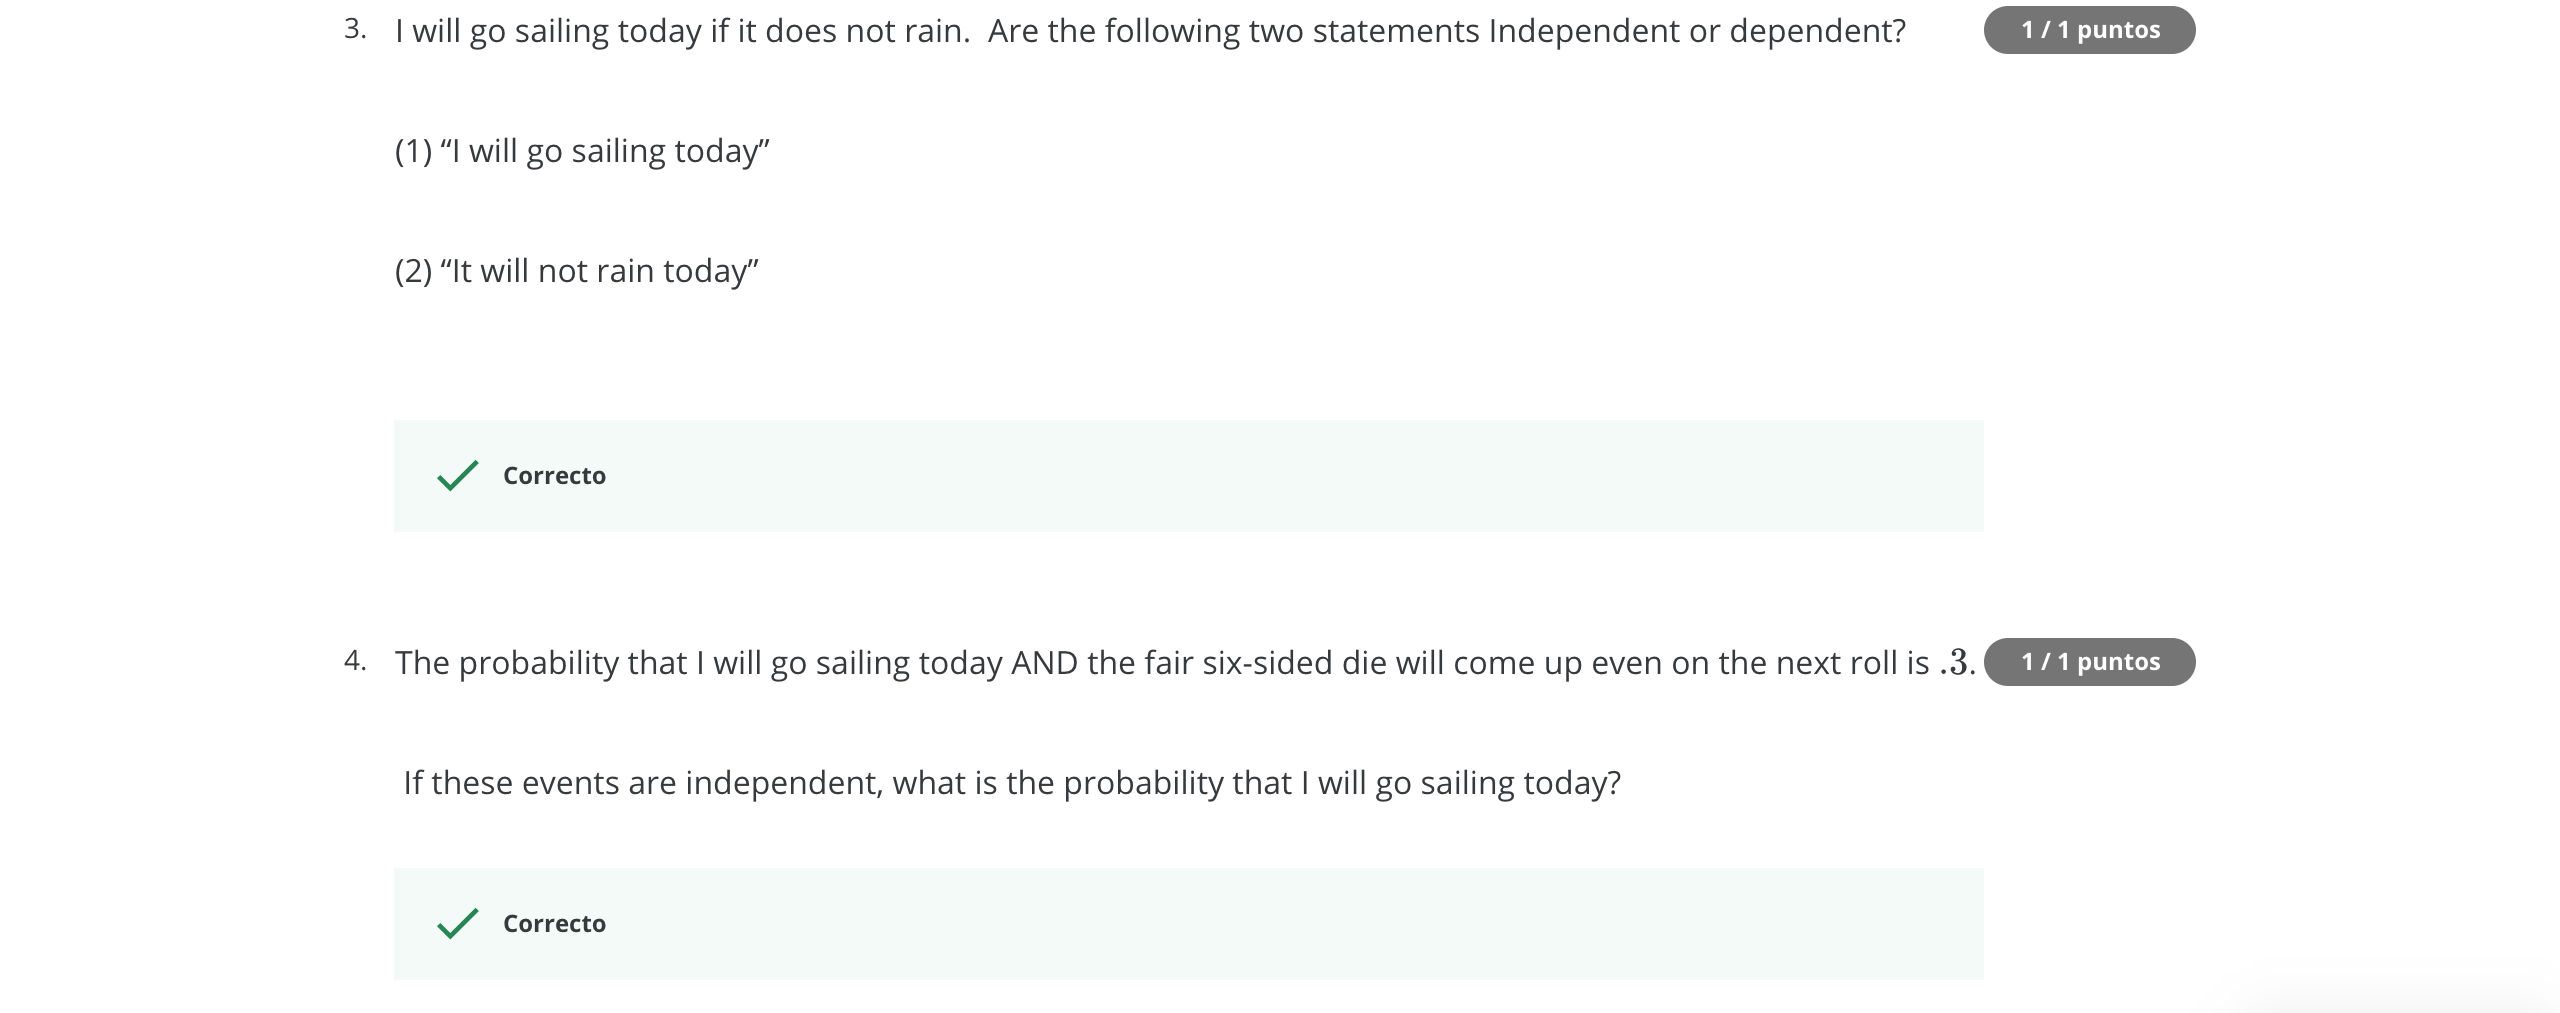 3. I will go sailing today if it does not rain.  Are the following two statements Independent or dependent? 1 / 1 puntos
(1) “I will go sailing today”
(2) “It will not rain today”
Correcto
4. The probability that I will go sailing today AND the fair six-sided die will come up even on the next roll is .3. 1 / 1 puntos
If these events are independent, what is the probability that I will go sailing today?
Correcto